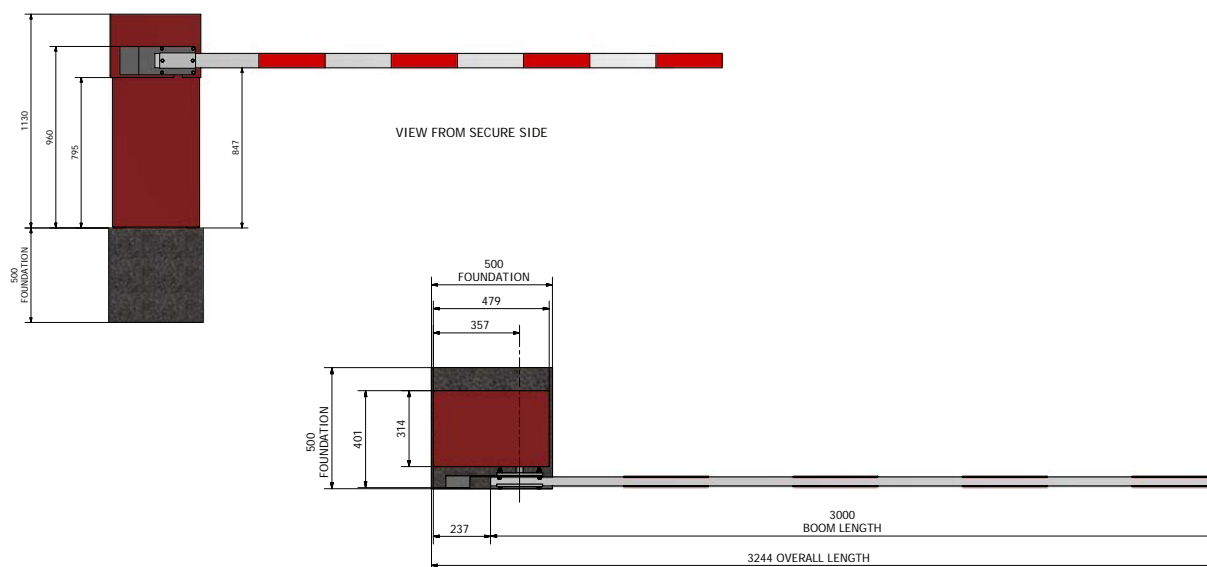 1130
960
795
847
VIEW FROM SECURE SIDE
500
FOUNDATION
500
FOUNDATION
479
357
500
FOUNDATION
401
314
237
3000
BOOM LENGTH
3244 OVERALL LENGTH